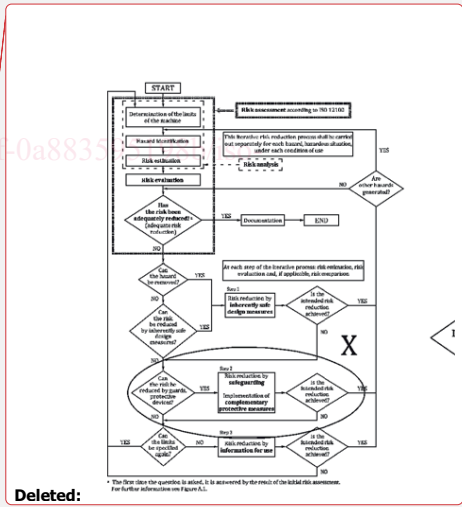 START
Risk assessment according to ISO 12100
Determination of the limits
of the machine
This iterative risk reduction process shall be carried
out separately for each hazard, hazardous situation,
under each condition of use
Hazard identification
YES
Risk estimation
Risk analysis
Risk evaluation
NO
Are
other hazards
generated?
Has
the risk been
adequately reduced?*
(adequate risk
reduction)
YES
Documentation
END
NO
At each step of the iterative process: risk estimation, risk
evaluation and, if applicable, risk comparison
Can
the hazard
be removed?
YES
Step 1
Risk reduction by
inherently safe
design measures
Is the
intended risk
reduction
achieved?
YES
NO
Can
the risk
be reduced
by inherently safe
design
measures?
YES
NO
X
NO
Step 2
Can
the risk be
reduced by guards,
protective
devices?
YES
Risk reduction by
safeguarding
Implementation of
complementary
protective measures
Is the
intended risk
reduction
achieved?
YES
NO
NO
Step 3
YES
Can
the limits
be specified
again?
NO
Risk reduction by
information for use
Is the
intended risk
reduction
achieved?
YES
NO
* The first time the question is asked, it is answered by the result of the initial risk assessment.
For further information see Figure A.1.
Deleted: